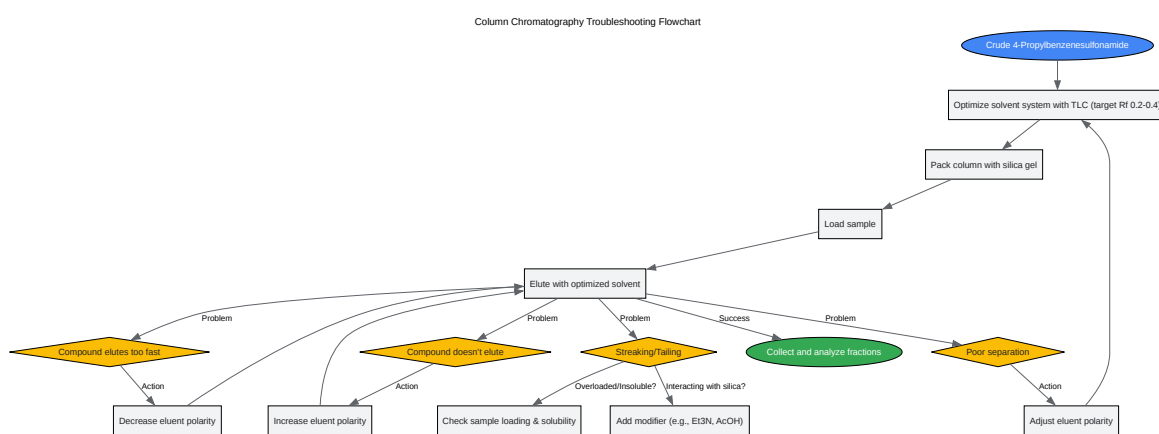 Column Chromatography Troubleshooting Flowchart
Crude 4-Propylbenzenesulfonamide
Optimize solvent system with TLC (target Rf 0.2-0.4)
Pack column with silica gel
Load sample
Elute with optimized solvent
Problem
Problem
Problem
Success
Problem
Compound elutes too fast
Compound doesn't elute
Streaking/Tailing
Collect and analyze fractions
Poor separation
Action
Action
Overloaded/Insoluble?
Interacting with silica?
Action
Decrease eluent polarity
Increase eluent polarity
Check sample loading & solubility
Add modifier (e.g., Et3N, AcOH)
Adjust eluent polarity